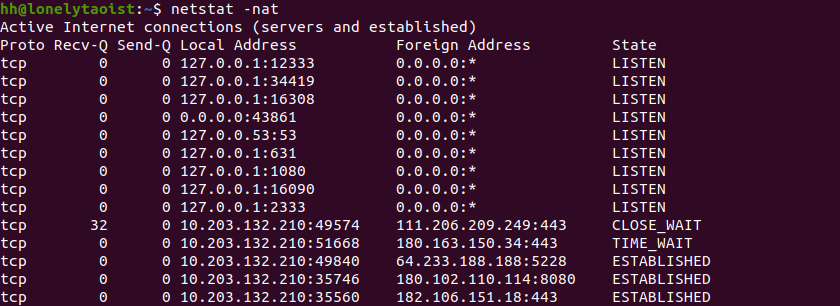 hh@lonelytaoist:~$ netstat -nat
Active Internet connections (servers and established)
Proto Recv-Q Send-Q Local Address           Foreign Address         State
tcp        0      0 127.0.0.1:12333         0.0.0.0:*               LISTEN
tcp        0      0 127.0.0.1:34419         0.0.0.0:*               LISTEN
tcp        0      0 127.0.0.1:16308         0.0.0.0:*               LISTEN
tcp        0      0 0.0.0.0:43861           0.0.0.0:*               LISTEN
tcp        0      0 127.0.0.53:53           0.0.0.0:*               LISTEN
tcp        0      0 127.0.0.1:631           0.0.0.0:*               LISTEN
tcp        0      0 127.0.0.1:1080          0.0.0.0:*               LISTEN
tcp        0      0 127.0.0.1:16090         0.0.0.0:*               LISTEN
tcp        0      0 127.0.0.1:2333          0.0.0.0:*               LISTEN
tcp       32      0 10.203.132.210:49574    111.206.209.249:443     CLOSE_WAIT
tcp        0      0 10.203.132.210:51668    180.163.150.34:443      TIME_WAIT
tcp        0      0 10.203.132.210:49840    64.233.188.188:5228     ESTABLISHED
tcp        0      0 10.203.132.210:35746    180.102.110.114:8080    ESTABLISHED
tcp        0      0 10.203.132.210:35560    182.106.151.18:443      ESTABLISHED